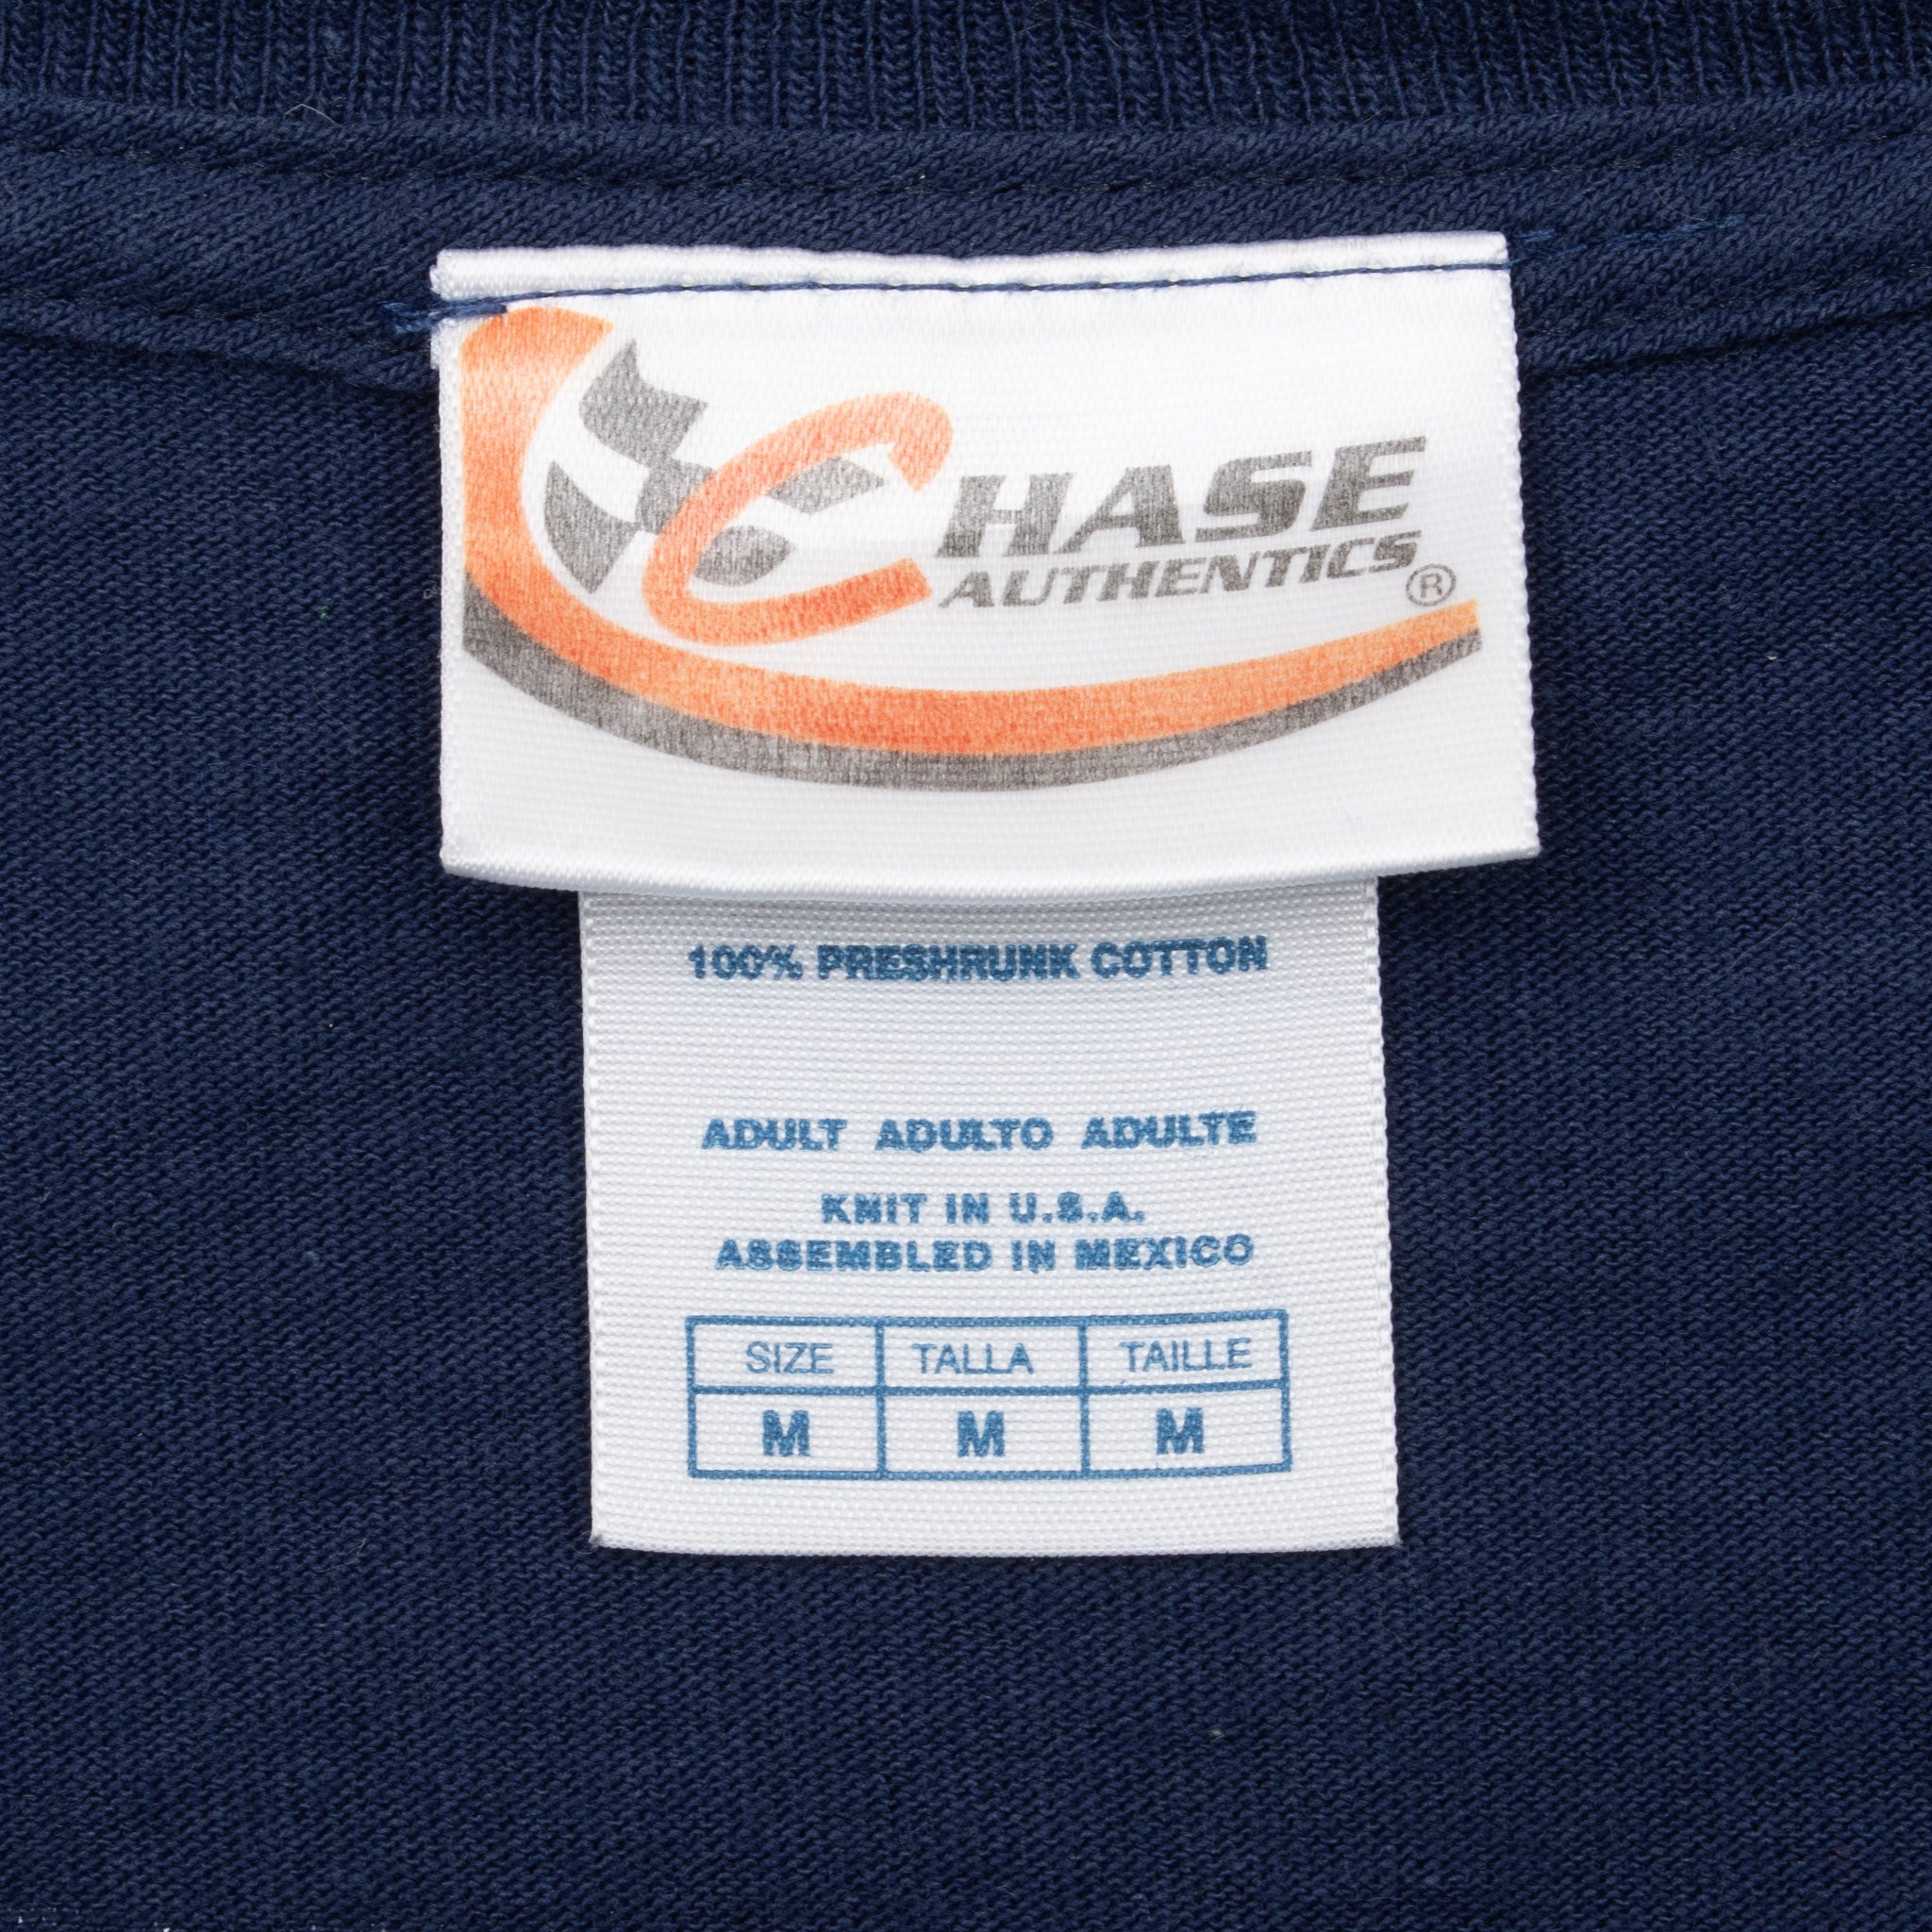 CHASE
AUTHENTICS®
100% PRESHRUNK COTTON
ADULT ADULTO ADULTE
KNIT IN U.S.A.
ASSEMBLED IN MEXICO
SIZE TALLA TAILLE
M M M